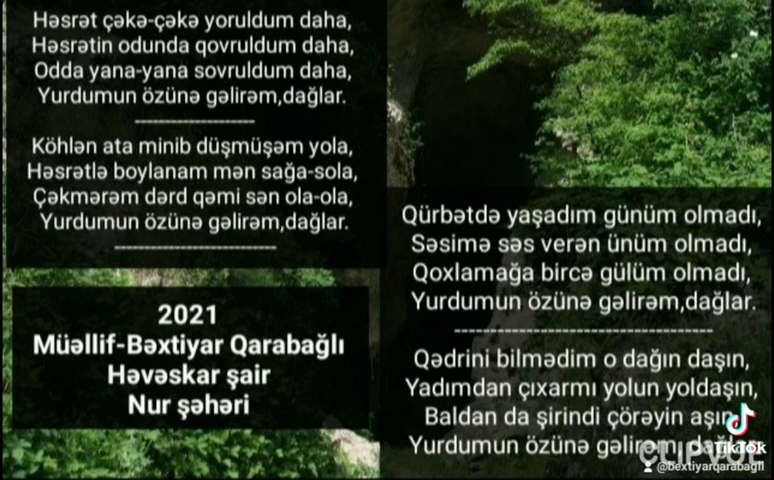 Həsrət çəkə-çəkə yoruldum daha,
Həsrətin odunda qovruldum daha,
Odda yana-yana sovruldum daha,
Yurdumun özünə gəlirəm,dağlar.
--------------------
Köhlən ata minib düşmüşəm yola,
Həsrətlə boylanam mən sağa-sola,
Çəkmərəm dərd qəmi sən ola-ola,
Yurdumun özünə gəlirəm,dağlar.
---------------------------
2021
Müəllif-Bəxtiyar Qarabağlı
Həvəskar şair
Nur şəhəri
Qürbətdə yaşadım günüm olmadı,
Səsimə səs verən ünüm olmadı,
Qoxlamağa bircə gülüm olmadı,
Yurdumun özünə gəlirəm,dağlar.
------------------------------------
Qədrini bilmədim o dağın daşın,
Yadımdan çıxarmı yolun yoldaşın,
Baldan da şirindi çörəyin aşın,
Yurdumun özünə gəlirəm, dağlar.
TikTok
@bextiyarqarabagli